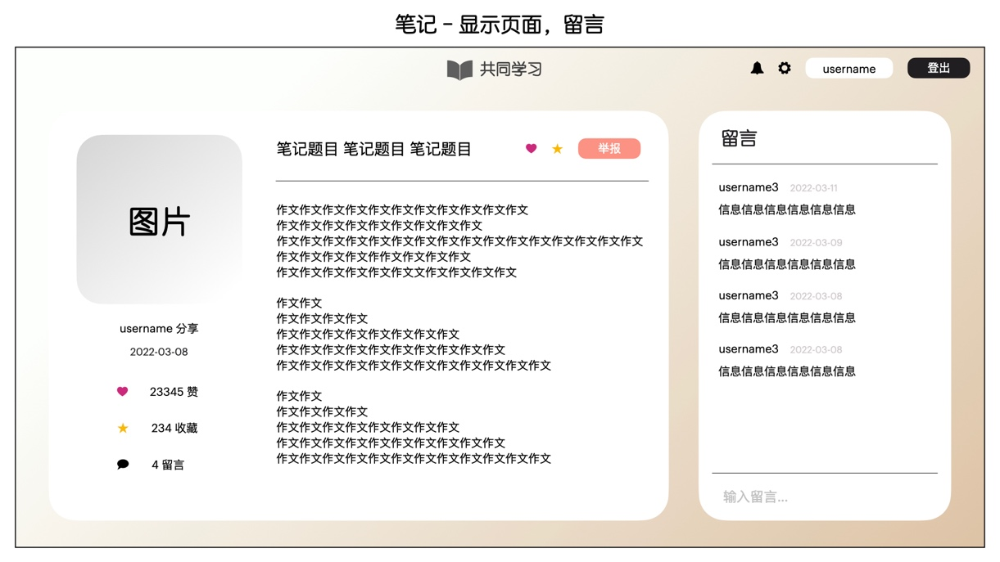 笔记 - 显示页面，留言
共同学习
username
登出
图片
username 分享
2022-03-08
23345 赞
234 收藏
4 留言
笔记题目 笔记题目 笔记题目
举报
作文作文作文作文作文作文作文作文作文作文作文
作文作文作文作文作文作文作文作文作文
作文作文作文作文作文作文作文作文作文作文作文作文作文作文作文作文
作文作文作文作文作作文作文作文作文
作文作文作文作文作文作文文作文作文作文作文
作文作文
作文作文作文作文
作文作文作文作文作文作文作文作文
作文作文作文作文作文作文作文作文作文作文
作文作文作文作文作文作文作文作文作文作文作文作文
作文作文
作文作文作文作文
作文作文作文作文作文作文作文作文
作文作文作文作文作文作文作文作文作文作文
作文作文作文作文作文作文作文作文作文作文作文作文
留言
username3 2022-03-11
信息信息信息信息信息信息
username3 2022-03-09
信息信息信息信息信息信息
username3 2022-03-08
信息信息信息信息信息信息
username3 2022-03-08
信息信息信息信息信息信息
输入留言...